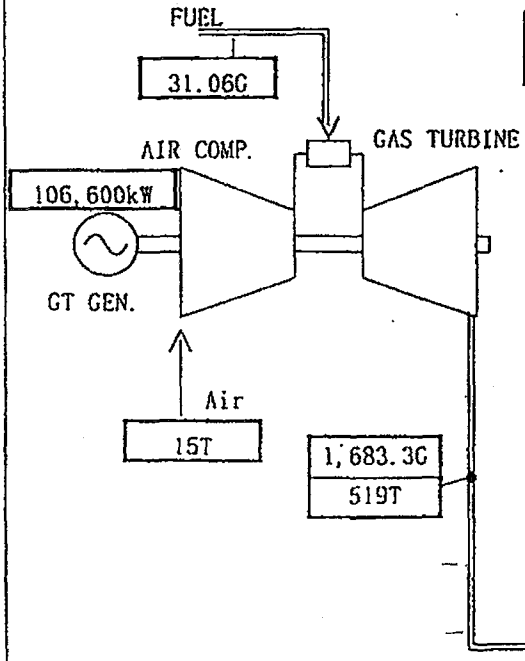 FUEL
31.06G
AIR COMP.
GAS TURBINE
106,600kW
GT GEN.
Air
15T
1,683.3G
519T